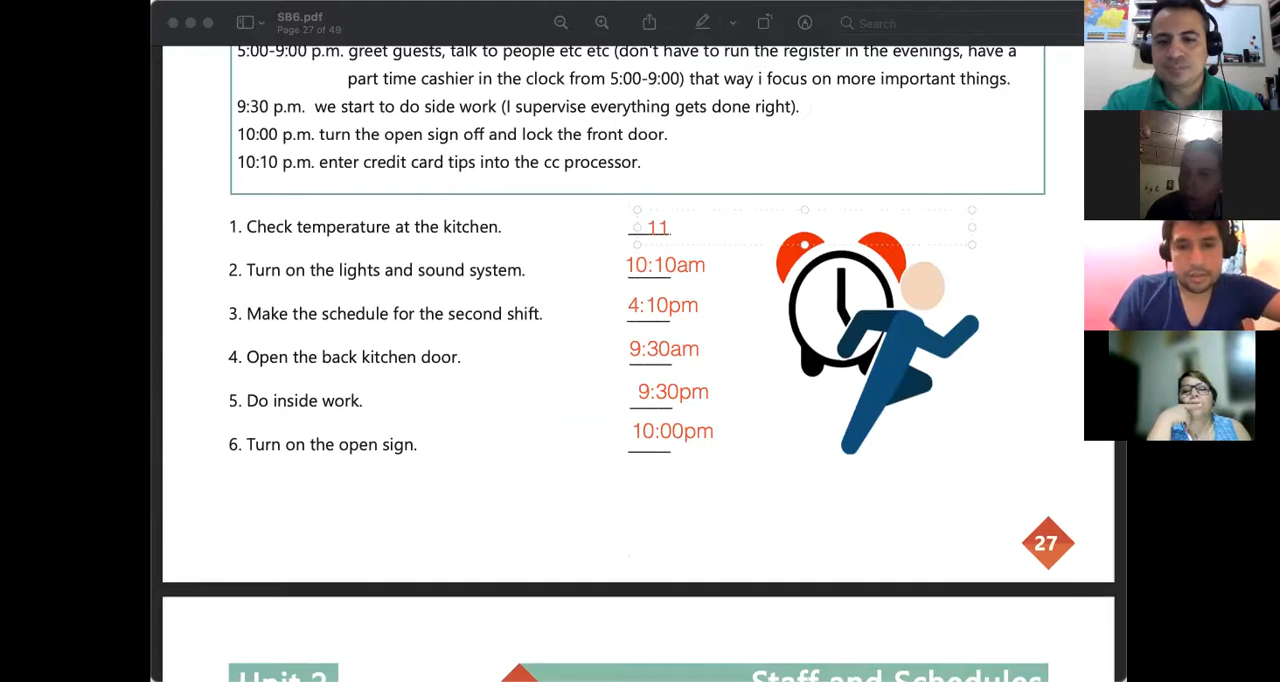 SB6.pdf
Page 27 of 49
Search
5:00-9:00 p.m. greet guests, talk to people etc etc (don't have to run the register in the evenings, have a
part time cashier in the clock from 5:00-9:00) that way i focus on more important things.
9:30 p.m. we start to do side work (I supervise everything gets done right).
10:00 p.m. turn the open sign off and lock the front door.
10:10 p.m. enter credit card tips into the cc processor.
1. Check temperature at the kitchen. 11
2. Turn on the lights and sound system. 10:10am
3. Make the schedule for the second shift. 4:10pm
4. Open the back kitchen door. 9:30am
5. Do inside work. 9:30pm
6. Turn on the open sign. 10:00pm
27
Unit 2
Staff and Schedules